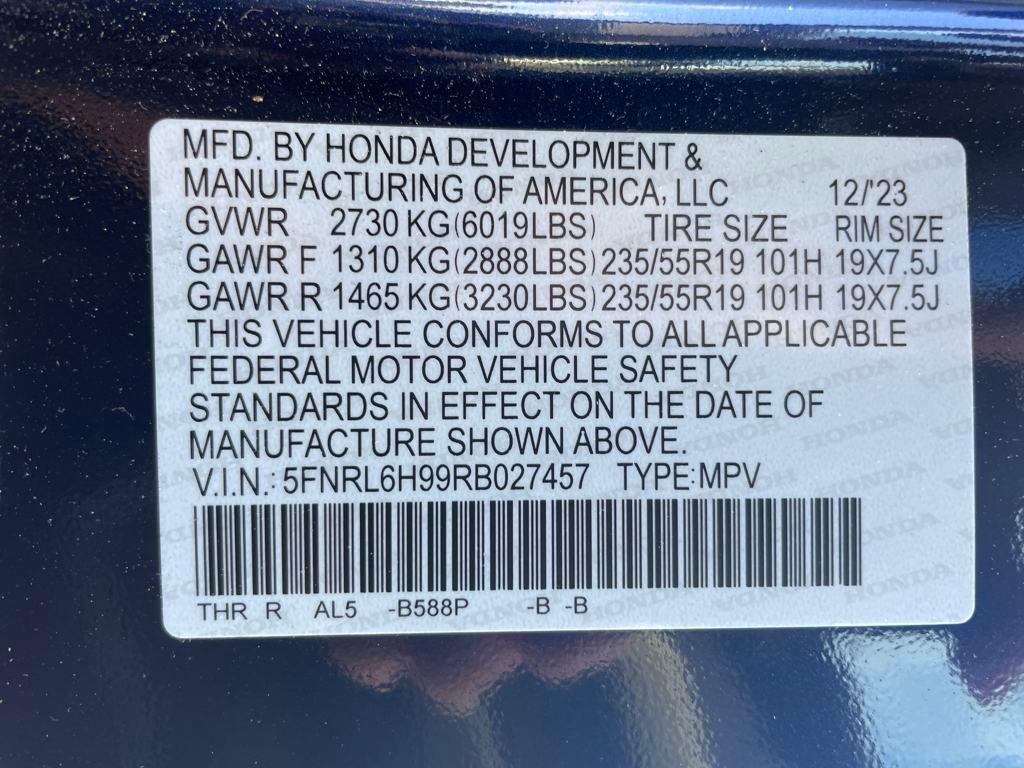 MFD. BY HONDA DEVELOPMENT &
MANUFACTURING OF AMERICA, LLC 12/'23
GVWR 2730 KG(6019LBS) TIRE SIZE RIM SIZE
GAWR F 1310 KG(2888LBS) 235/55R19 101H 19X7.5J
GAWR R 1465 KG(3230LBS) 235/55R19 101H 19X7.5J
THIS VEHICLE CONFORMS TO ALL APPLICABLE
FEDERAL MOTOR VEHICLE SAFETY
STANDARDS IN EFFECT ON THE DATE OF
MANUFACTURE SHOWN ABOVE.
V.I.N.: 5FNRL6H99RB027457 TYPE:MPV
THR R AL5 -B588P -B -B